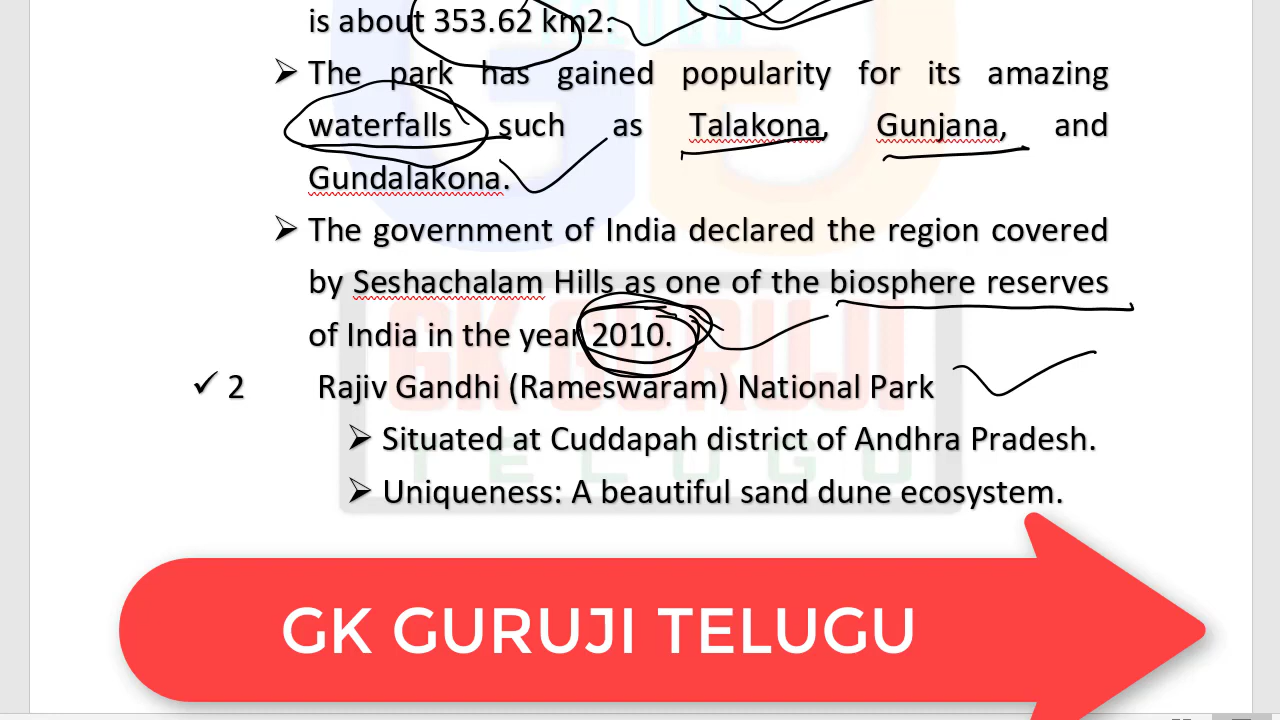 is about 353.62 km2.
The park has gained popularity for its amazing
waterfalls such as Talakona, Gunjana, and
Gundalakona.
The government of India declared the region covered
by Seshachalam Hills as one of the biosphere reserves
of India in the year 2010.
2 Rajiv Gandhi (Rameswaram) National Park
Situated at Cuddapah district of Andhra Pradesh.
Uniqueness: A beautiful sand dune ecosystem.
GK GURUJI
TELUGU
GK GURUJI TELUGU